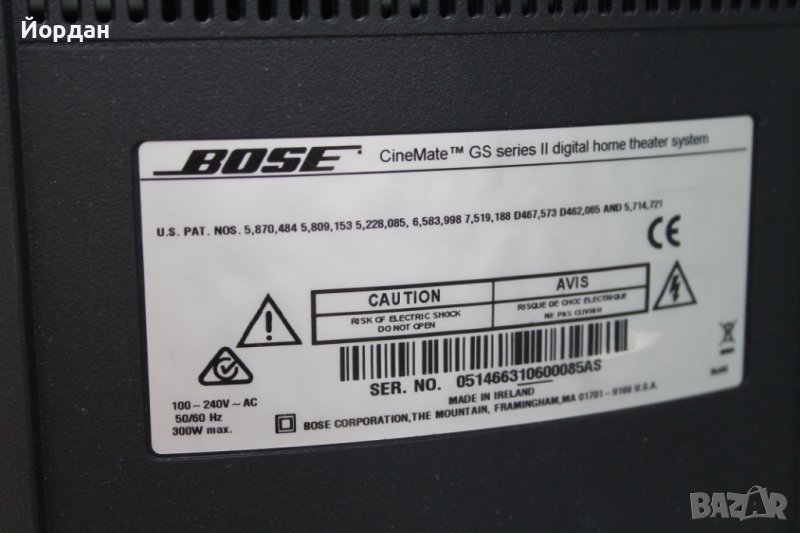 Йордан
BOSE CineMate™ GS series II digital home theater system
U.S. PAT. NOS. 5,870,484 5,809,153 5,228,085, 6,583,998 7,519,188 D467,573 D462,065 AND 5,714,721
CE
CAUTION
RISK OF ELECTRIC SHOCK
DO NOT OPEN
AVIS
RISQUE DE CHOC ELECTRIQUE
NE PAS OUVRIR
SER. NO. 051466310600085AS
MADE IN IRELAND
100-240V ~ AC
50/60 Hz
300W max.
BOSE CORPORATION, THE MOUNTAIN, FRAMINGHAM, MA 01701-9168 U.S.A.
RoHS
BAZAR